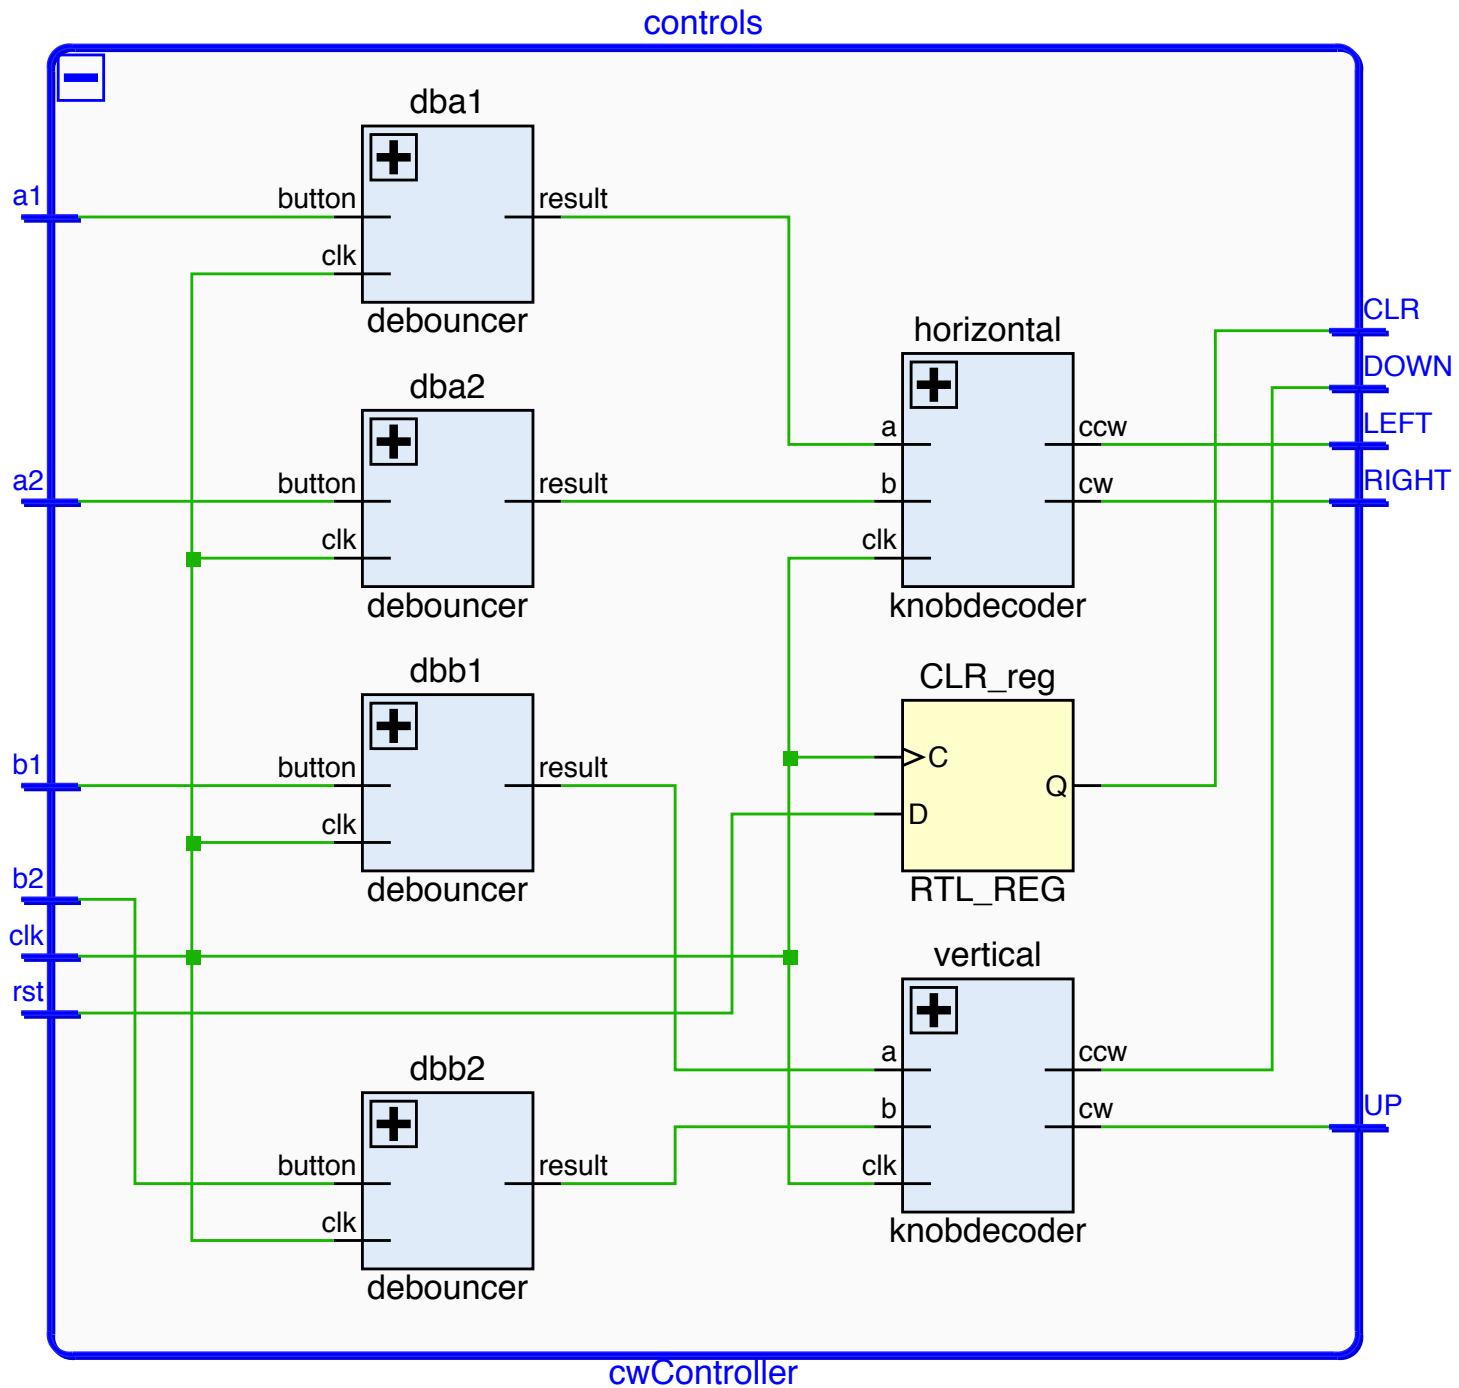 controls
dba1
a1
button
result
clk
debouncer
CLR
horizontal
DOWN
dba2
LEFT
a
ccw
a2
button
result
b
cw
RIGHT
clk
clk
debouncer
knobdecoder
dbb1
CLR_reg
b1
button
result
C
Q
clk
D
b2
debouncer
RTL_REG
clk
vertical
rst
dbb2
a
ccw
b
cw
UP
button
result
clk
clk
knobdecoder
debouncer
cwController